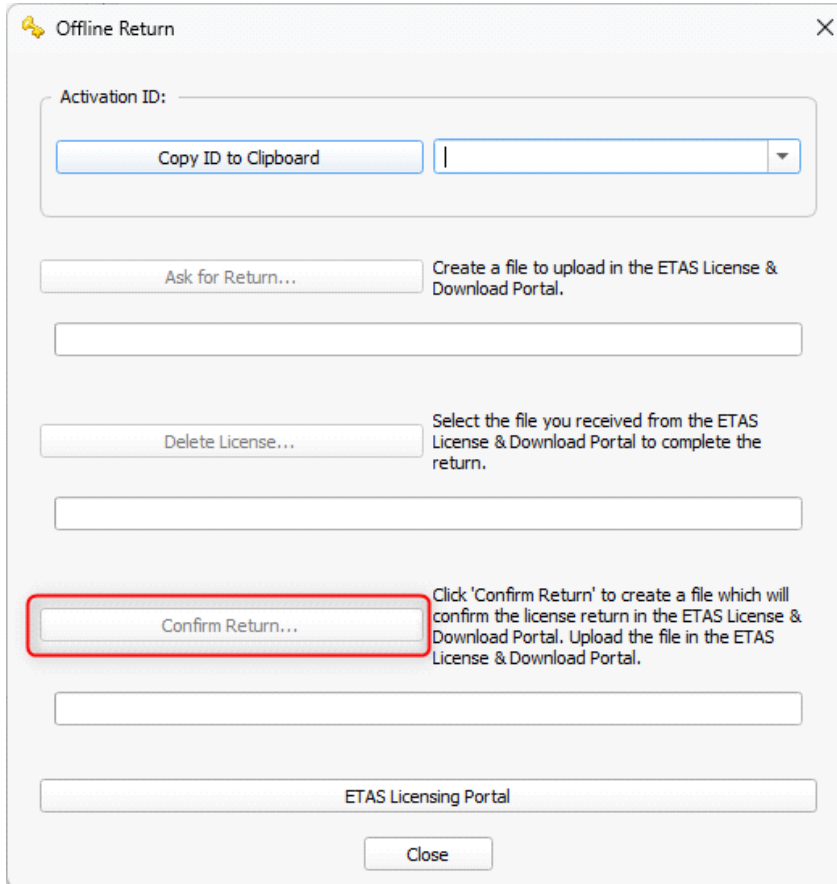 Offline Return
Activation ID:
Copy ID to Clipboard
Ask for Return...
Create a file to upload in the ETAS License &
Download Portal.
Delete License...
Select the file you received from the ETAS
License & Download Portal to complete the
return.
Confirm Return...
Click 'Confirm Return' to create a file which will
confirm the license return in the ETAS License &
Download Portal. Upload the file in the ETAS
License & Download Portal.
ETAS Licensing Portal
Close